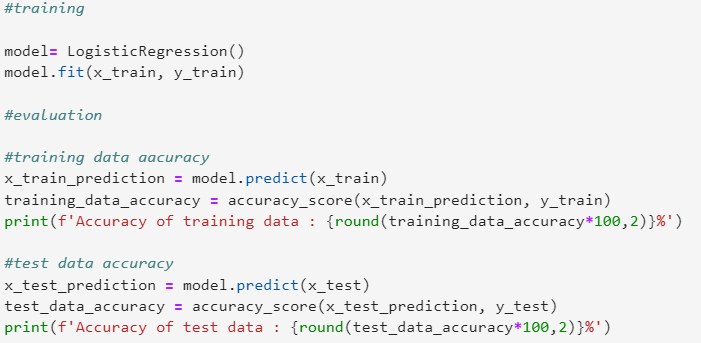 #training
model= LogisticRegression()
model.fit(x_train, y_train)
#evaluation
#training data aacuracy
x_train_prediction = model.predict(x_train)
training_data_accuracy = accuracy_score(x_train_prediction, y_train)
print(f'Accuracy of training data : {round(training_data_accuracy*100,2)}%')
#test data accuracy
x_test_prediction = model.predict(x_test)
test_data_accuracy = accuracy_score(x_test_prediction, y_test)
print(f'Accuracy of test data : {round(test_data_accuracy*100,2)}%')